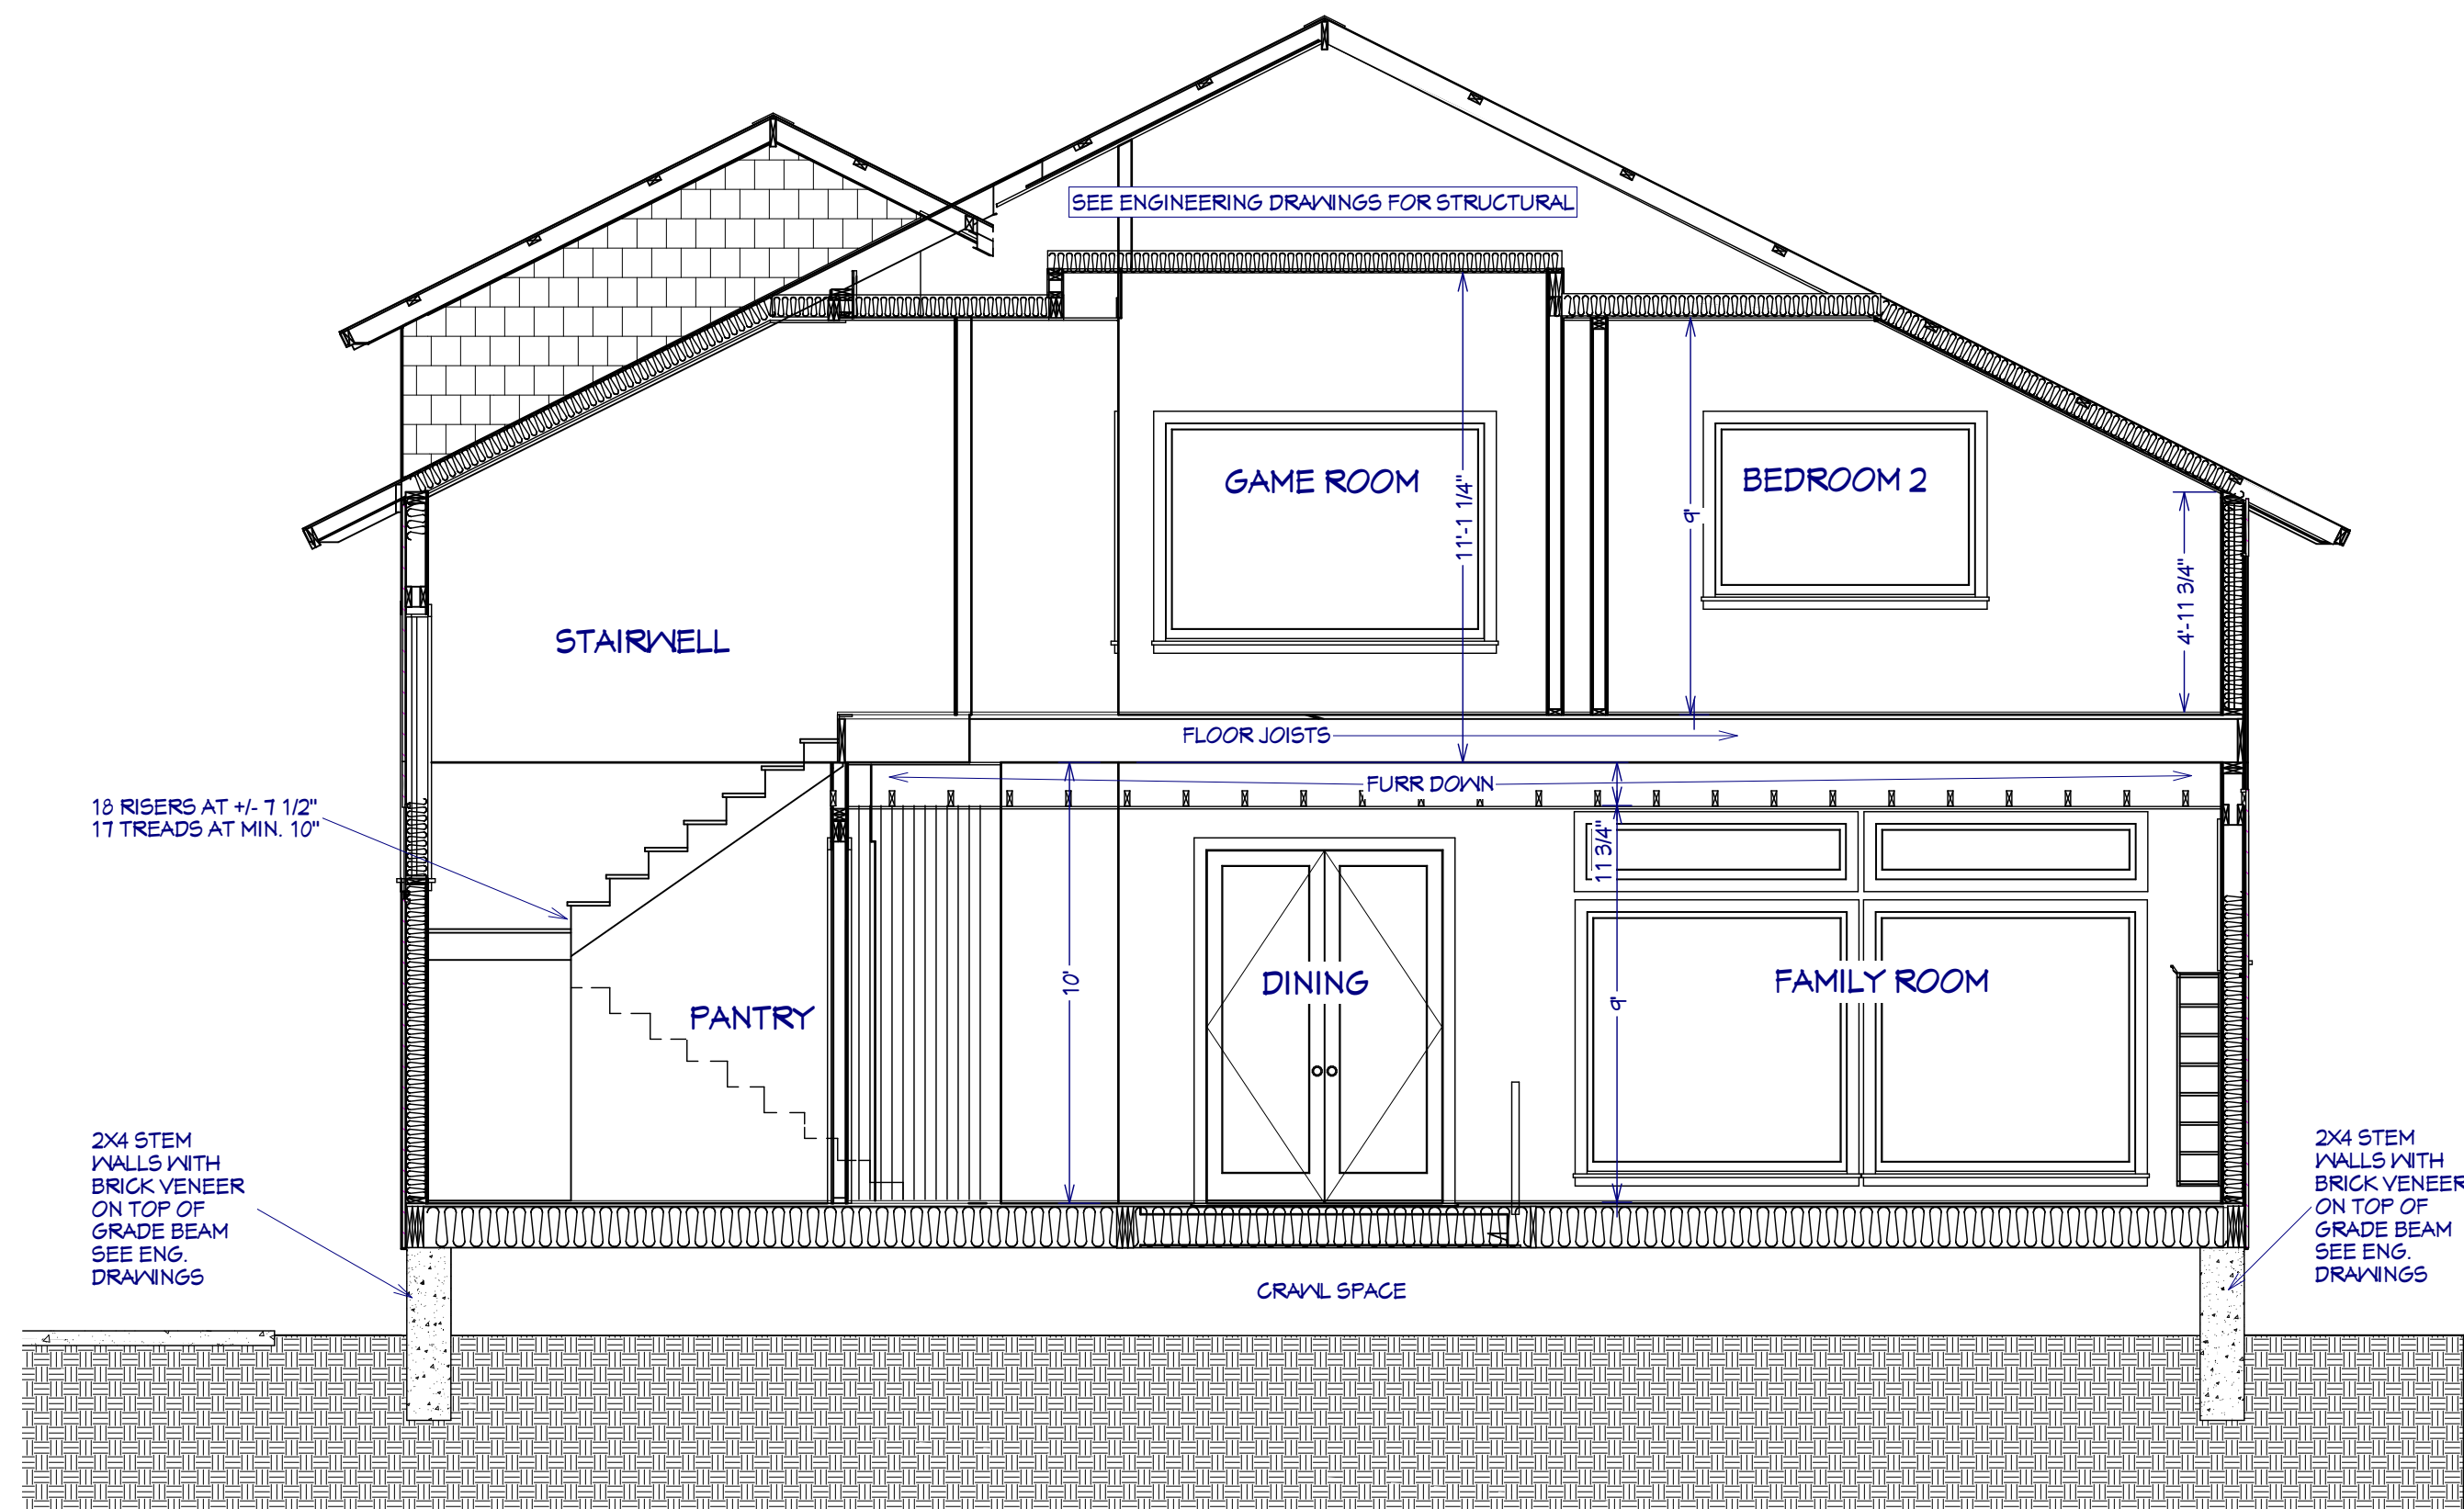 SEE ENGINEERING DRAWINGS FOR STRUCTURAL
GAME ROOM
BEDROOM 2
11'-1 1/4"
9'
4'-11 3/4"
STAIRWELL
FLOOR JOISTS
FURR DOWN
18 RISERS AT +/- 7 1/2"
17 TREADS AT MIN. 10"
11 3/4"
10'
DINING
9'
FAMILY ROOM
PANTRY
2X4 STEM
WALLS WITH
BRICK VENEER
ON TOP OF
GRADE BEAM
SEE ENG.
DRAWINGS
2X4 STEM
WALLS WITH
BRICK VENEER
ON TOP OF
GRADE BEAM
SEE ENG.
DRAWINGS
CRAWL SPACE